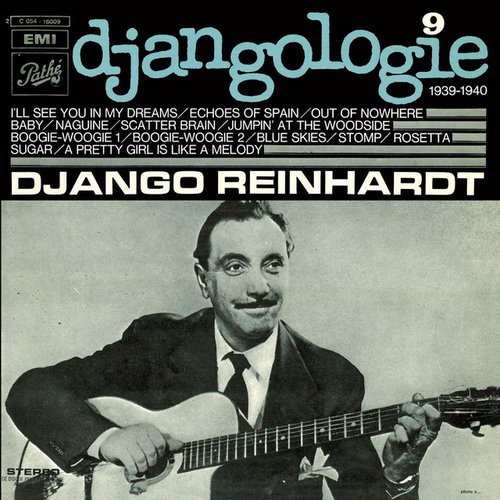 2 C 054 - 16009
EMI
Pathé
djangologie 9
1939-1940
I'LL SEE YOU IN MY DREAMS/ECHOES OF SPAIN/OUT OF NOWHERE
BABY/NAGUINE/SCATTER BRAIN/JUMPIN' AT THE WOODSIDE
BOOGIE-WOOGIE 1/BOOGIE-WOOGIE 2/BLUE SKIES/STOMP/ROSETTA
SUGAR/A PRETTY GIRL IS LIKE A MELODY
DJANGO REINHARDT
STEREO